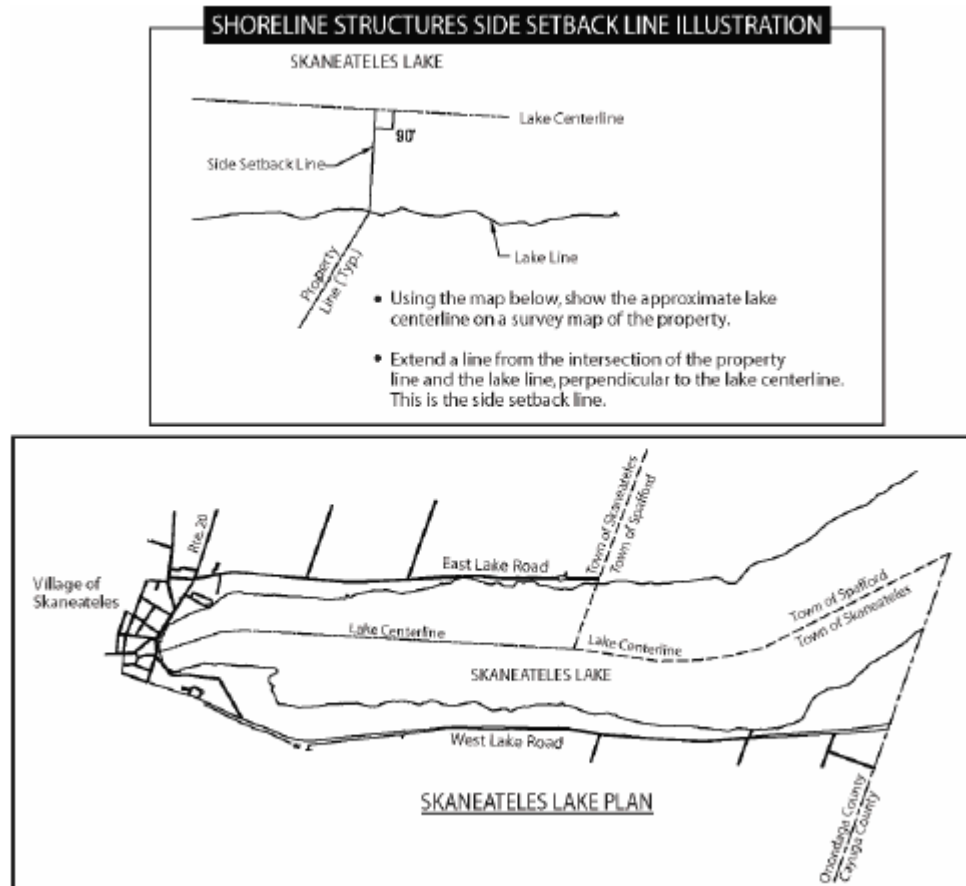 SHORELINE STRUCTURES SIDE SETBACK LINE ILLUSTRATION
SKANEATELES LAKE
Lake Centerline
90'
Side Setback Line
Lake Line
Property
Line (Typ.)
• Using the map below, show the approximate lake
centerline on a survey map of the property.
• Extend a line from the intersection of the property
line and the lake line, perpendicular to the lake centerline.
This is the side setback line.
Rte. 20
Town of Skaneateles
Town of Spafford
East Lake Road
Village of
Skaneateles
Town of Spafford
Town of Skaneateles
Lake Centerline
Lake Centerline
SKANEATELES LAKE
West Lake Road
SKANEATELES LAKE PLAN
Onondaga County
Cayuga County